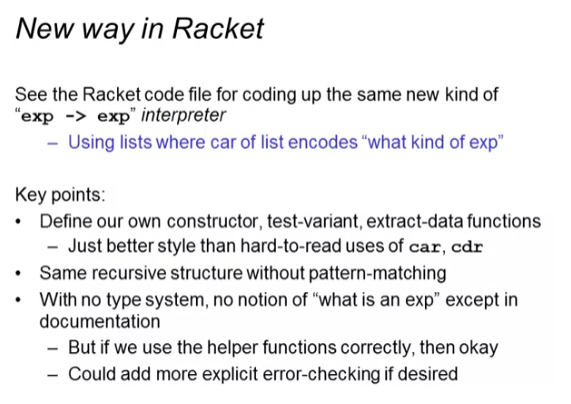 New way in Racket
See the Racket code file for coding up the same new kind of
“exp -> exp” interpreter
– Using lists where car of list encodes “what kind of exp”
Key points:
• Define our own constructor, test-variant, extract-data functions
– Just better style than hard-to-read uses of car, cdr
• Same recursive structure without pattern-matching
• With no type system, no notion of “what is an exp” except in
documentation
– But if we use the helper functions correctly, then okay
– Could add more explicit error-checking if desired